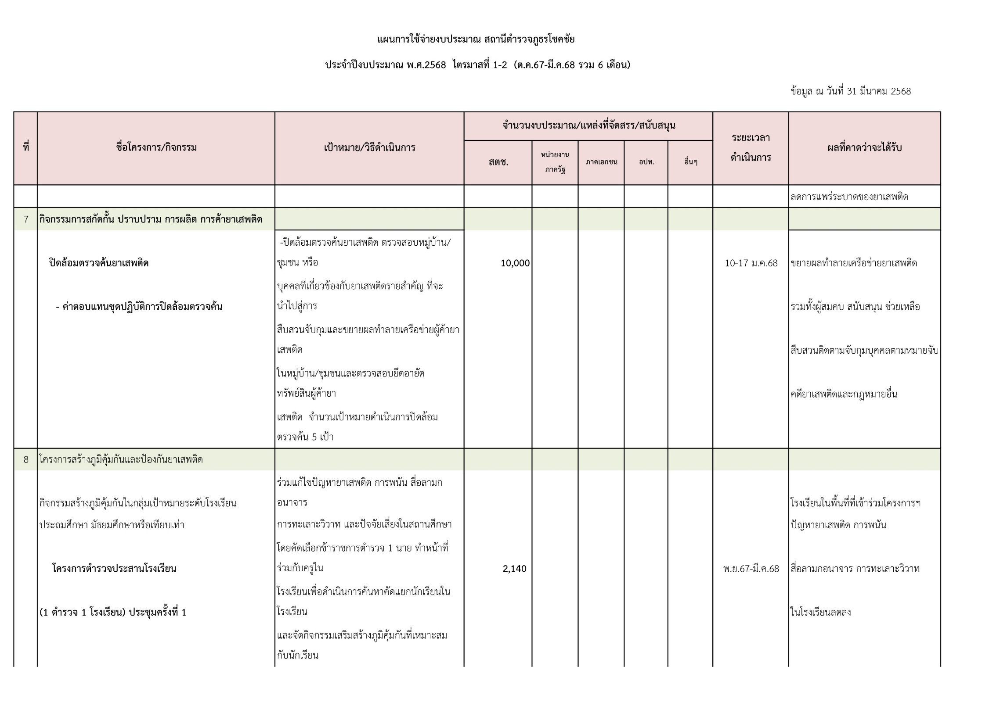 แผนการใช้จ่ายงบประมาณ สถานีตำรวจภูธรโชคชัย
ประจำปีงบประมาณ พ.ศ.2568 ไตรมาสที่ 1-2 (ต.ค.67-มี.ค.68 รวม 6 เดือน)
ข้อมูล ณ วันที่ 31 มีนาคม 2568
ที่
ชื่อโครงการ/กิจกรรม
เป้าหมาย/วิธีดำเนินการ
จำนวนงบประมาณ/แหล่งที่จัดสรร/สนับสนุน
สตช.
หน่วยงาน
ภาครัฐ
ภาคเอกชน
อปท.
อื่นๆ
ระยะเวลา
ดำเนินการ
ผลที่คาดว่าจะได้รับ
ลดการแพร่ระบาดของยาเสพติด
7 กิจกรรมการสกัดกั้น ปราบปราม การผลิต การค้ายาเสพติด
ปิดล้อมตรวจค้นยาเสพติด
- ค่าตอบแทนชุดปฏิบัติการปิดล้อมตรวจค้น
-ปิดล้อมตรวจค้นยาเสพติด ตรวจสอบหมู่บ้าน/
ชุมชน หรือ
บุคคลที่เกี่ยวข้องกับยาเสพติดรายสำคัญ ที่จะ
นำไปสู่การ
สืบสวนจับกุมและขยายผลทำลายเครือข่ายผู้ค้ายา
เสพติด
ในหมู่บ้าน/ชุมชนและตรวจสอบยึดอายัด
ทรัพย์สินผู้ค้ายา
เสพติด จำนวนเป้าหมายดำเนินการปิดล้อม
ตรวจค้น 5 เป้า
10,000
10-17 ม.ค.68
ขยายผลทำลายเครือข่ายยาเสพติด
รวมทั้งผู้สมคบ สนับสนุน ช่วยเหลือ
สืบสวนติดตามจับกุมบุคคลตามหมายจับ
คดียาเสพติดและกฎหมายอื่น
8 โครงการสร้างภูมิคุ้มกันและป้องกันยาเสพติด
กิจกรรมสร้างภูมิคุ้มกันในกลุ่มเป้าหมายระดับโรงเรียน
ประถมศึกษา มัธยมศึกษาหรือเทียบเท่า
โครงการตำรวจประสานโรงเรียน
(1 ตำรวจ 1 โรงเรียน) ประชุมครั้งที่ 1
ร่วมแก้ไขปัญหายาเสพติด การพนัน สื่อลามก
อนาจาร
การทะเลาะวิวาท และปัจจัยเสี่ยงในสถานศึกษา
โดยคัดเลือกข้าราชการตำรวจ 1 นาย ทำหน้าที่
ร่วมกับครูใน
โรงเรียนเพื่อดำเนินการค้นหาคัดแยกนักเรียนใน
โรงเรียน
และจัดกิจกรรมเสริมสร้างภูมิคุ้มกันที่เหมาะสม
กับนักเรียน
2,140
พ.ย.67-มี.ค.68
โรงเรียนในพื้นที่ที่เข้าร่วมโครงการฯ
ปัญหายาเสพติด การพนัน
สื่อลามกอนาจาร การทะเลาะวิวาท
ในโรงเรียนลดลง